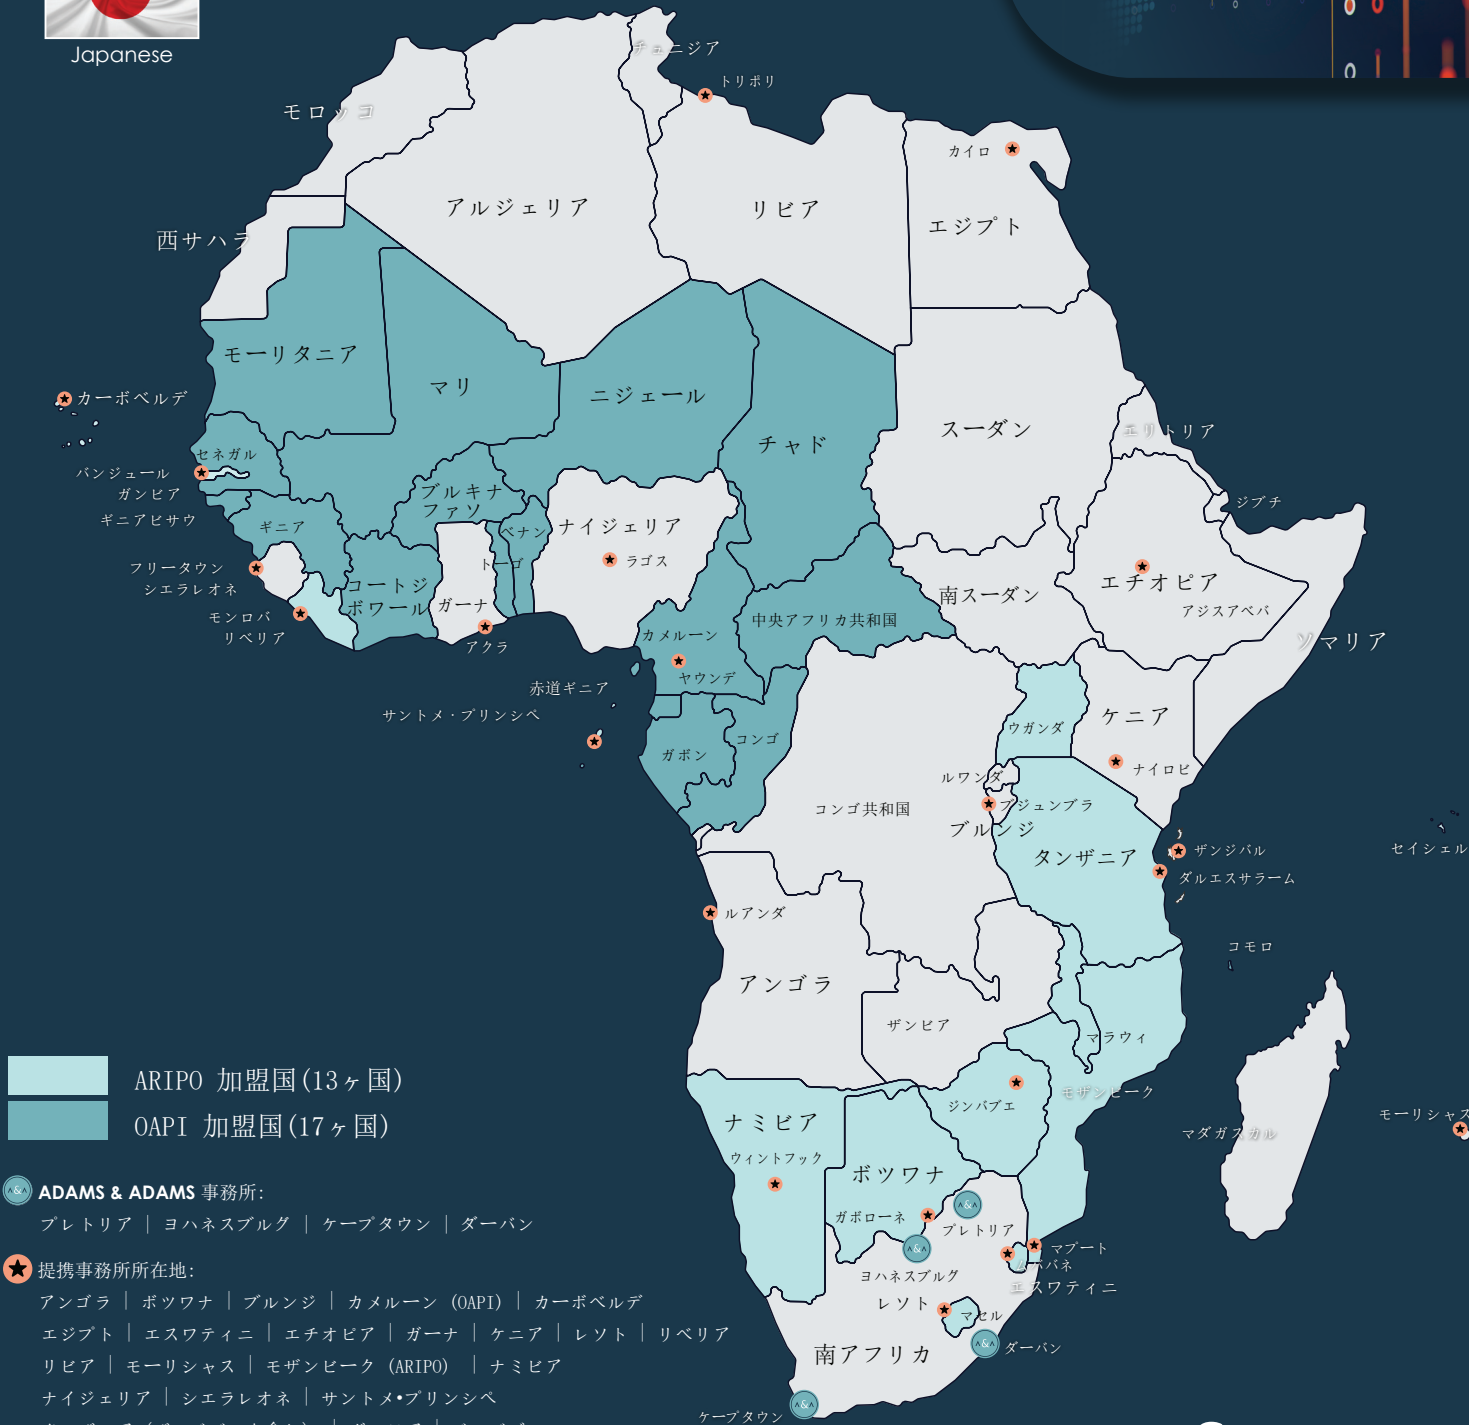 Japanese
チュニジア
トリポリ
モロッコ
カイロ
アルジェリア
リビア
エジプト
西サハラ
モーリタニア
マリ
ニジェール
カーボベルデ
チャド
スーダン
エリトリア
セネガル
バンジュール
ガンビア
ブルキナ
ファソ
ジブチ
ギニアビサウ
ギニア
ベナン
ナイジェリア
トーゴ
ラゴス
フリータウン
シエラレオネ
コートジ
ボワール
ガーナ
南スーダン
エチオピア
アジスアベバ
モンロバ
リベリア
アクラ
カメルーン
中央アフリカ共和国
ソマリア
ヤウンデ
赤道ギニア
サントメ・プリンシペ
ウガンダ
ケニア
ガボン
コンゴ
ナイロビ
ルワンダ
コンゴ共和国
ブジュンブラ
ブルンジ
タンザニア
ザンジバル
セイシェル
ダルエスサラーム
ルアンダ
コモロ
アンゴラ
ザンビア
マラウィ
モザンビーク
ジンバブエ
マダガスカル
モーリシャス
ナミビア
ウィントフック
ボツワナ
ガボローネ
プレトリア
マプート
ババネ
ヨハネスブルグ
エスワティニ
レソト
マセル
南アフリカ
ダーバン
ケープタウン
ARIPO 加盟国(13ヶ国)
OAPI 加盟国(17ヶ国)
ADAMS & ADAMS 事務所:
プレトリア | ヨハネスブルグ | ケープタウン | ダーバン
提携事務所所在地:
アンゴラ | ボツワナ | ブルンジ | カメルーン (OAPI) | カーボベルデ
エジプト | エスワティニ | エチオピア | ガーナ | ケニア | レソト | リベリア
リビア | モーリシャス | モザンビーク (ARIPO) | ナミビア
ナイジェリア | シエラレオネ | サントメ•プリンシペ